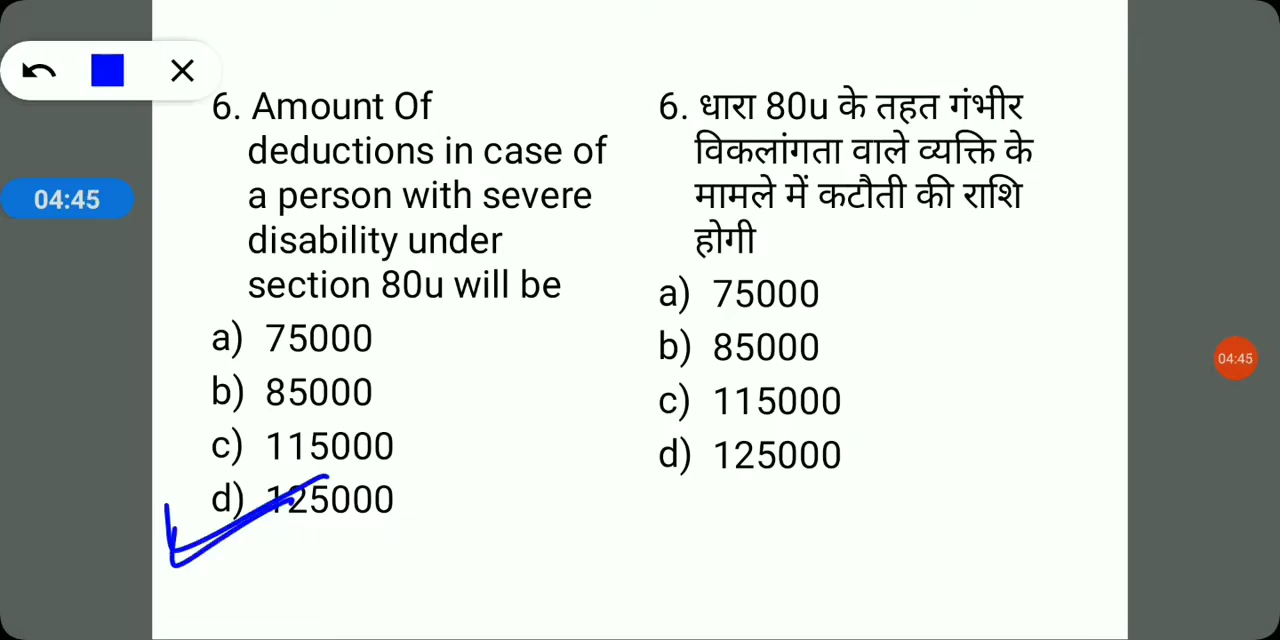 04:45
6. Amount Of
deductions in case of
a person with severe
disability under
section 80u will be
a) 75000
b) 85000
c) 115000
d) 125000
6. धारा 80u के तहत गंभीर
विकलांगता वाले व्यक्ति के
मामले में कटौती की राशि
होगी
a) 75000
b) 85000
c) 115000
d) 125000
04:45